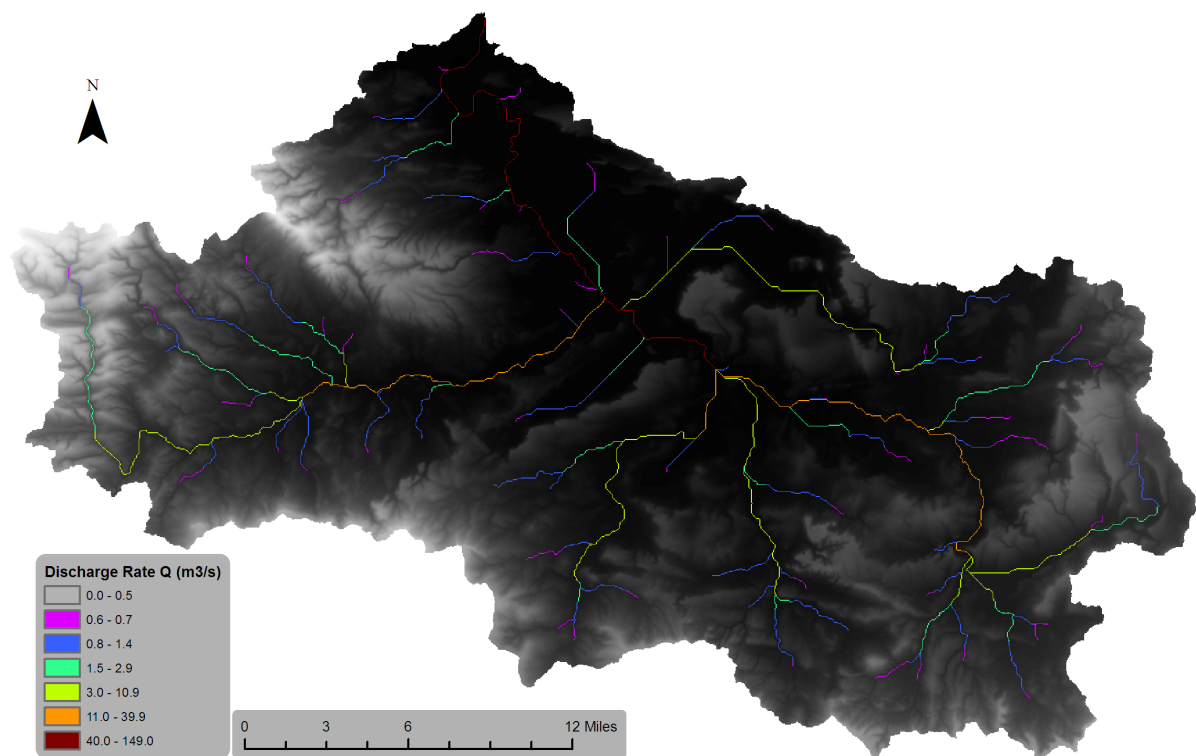 N
Discharge Rate Q (m3/s)
0.0 - 0.5
0.6 - 0.7
0.8 - 1.4
1.5 - 2.9
3.0 - 10.9
11.0 - 39.9
40.0 - 149.0
0 3 6 12 Miles